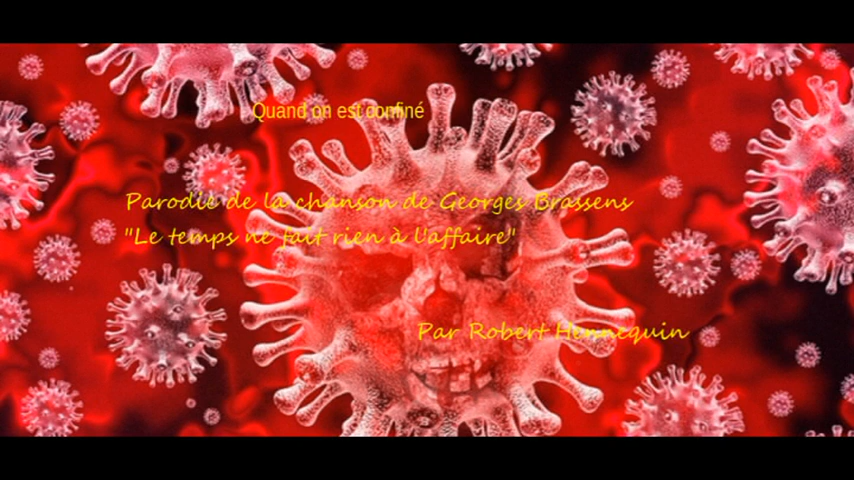 Quand on est confiné
Parodie de la chanson de Georges Brassens
"Le temps ne fait rien à l'affaire"
Par Robert Hennequin